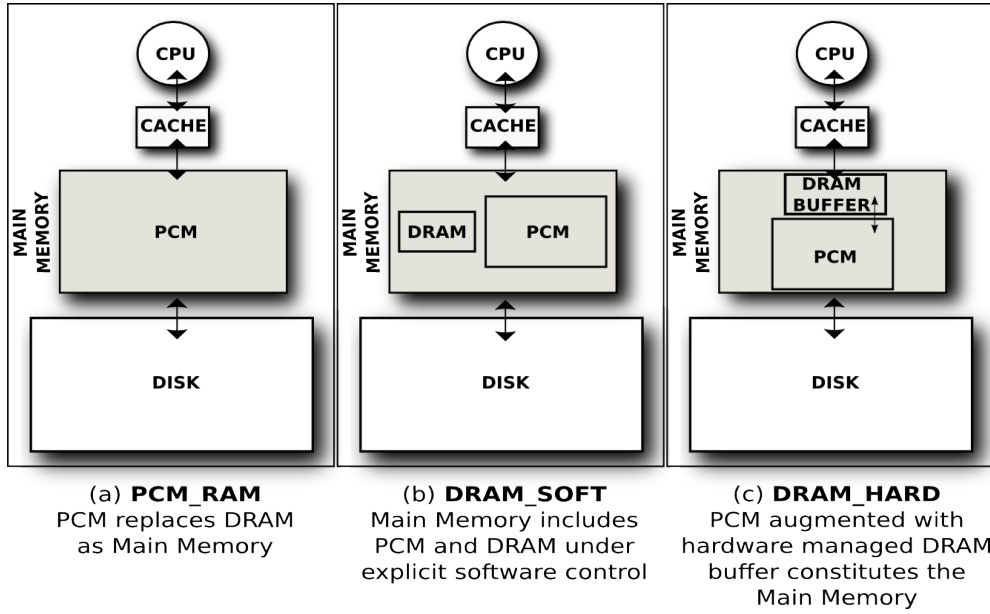 CPU
CACHE
MAIN
MEMORY
PCM
DISK
(a) PCM_RAM
PCM replaces DRAM
as Main Memory
CPU
CACHE
MAIN
MEMORY
DRAM
PCM
DISK
(b) DRAM_SOFT
Main Memory includes
PCM and DRAM under
explicit software control
CPU
CACHE
MAIN
MEMORY
DRAM
BUFFER
PCM
DISK
(c) DRAM_HARD
PCM augmented with
hardware managed DRAM
buffer constitutes the
Main Memory